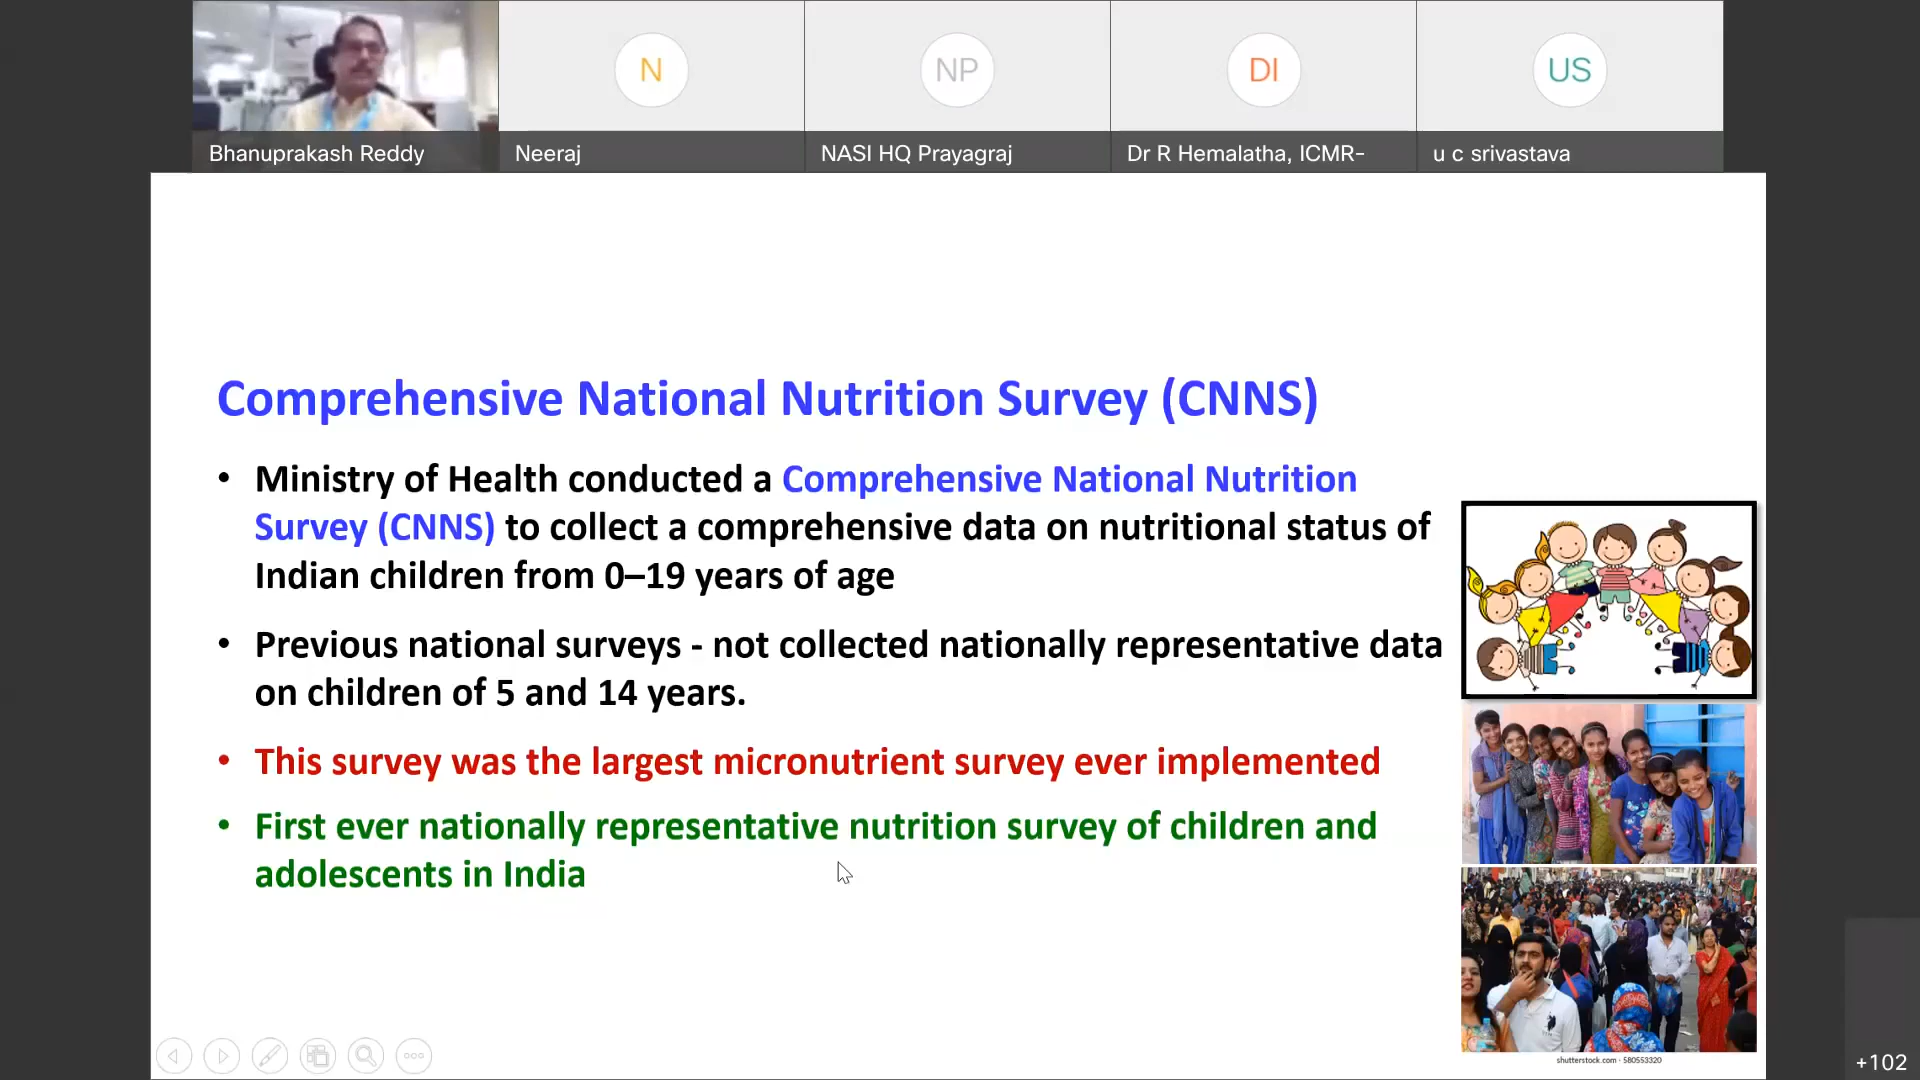 N
NP
DI
US
Bhanuprakash Reddy
Neeraj
NASI HQ Prayagraj
Dr R Hemalatha, ICMR-
u c srivastava
Comprehensive National Nutrition Survey (CNNS)
• Ministry of Health conducted a Comprehensive National Nutrition
Survey (CNNS) to collect a comprehensive data on nutritional status of
Indian children from 0–19 years of age
• Previous national surveys - not collected nationally representative data
on children of 5 and 14 years.
• This survey was the largest micronutrient survey ever implemented
• First ever nationally representative nutrition survey of children and
adolescents in India
shutterstock.com · 580553320
+102